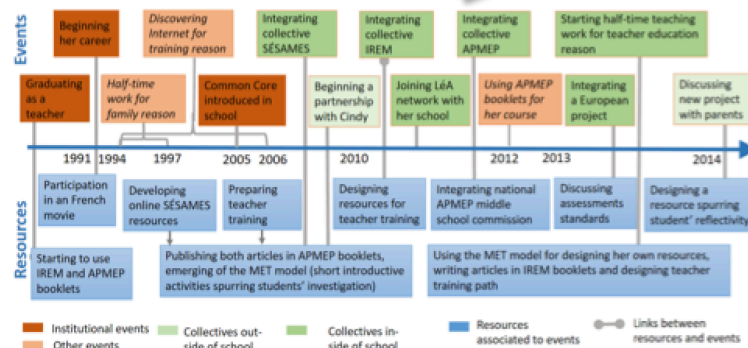 Events
Beginning
her career
Discovering
Internet for
training reason
Integrating
collective
SÉSAMES
Integrating
collective
IREM
Integrating
collective
APMEP
Starting half-time teaching
work for teacher education
reason
Graduating
as a
teacher
Half-time
work for
family reason
Common Core
introduced in
school
Beginning a
partnership
with Cindy
Joining LéA
network with
her school
Using APMEP
booklets for
her course
Integrating
a European
project
Discussing
new project
with parents
1991 1994 1997 2005 2006 2010 2012 2013 2014
Resources
Participation
in an French
movie
Developing
online SÉSAMES
resources
Preparing
teacher
training
Designing
resources for
teacher training
Integrating national
APMEP middle
school commission
Discussing
assessments
standards
Designing a
resource spurring
student' reflectivity
Starting to use
IREM and APMEP
booklets
Publishing both articles in APMEP booklets,
emerging of the MET model (short introductive
activities spurring students' investigation)
Using the MET model for designing her own resources,
writing articles in IREM booklets and designing teacher
training path
Institutional events
Other events
Collectives out-
side of school
Collectives in-
side of school
Resources
associated to events
Links between
resources and events